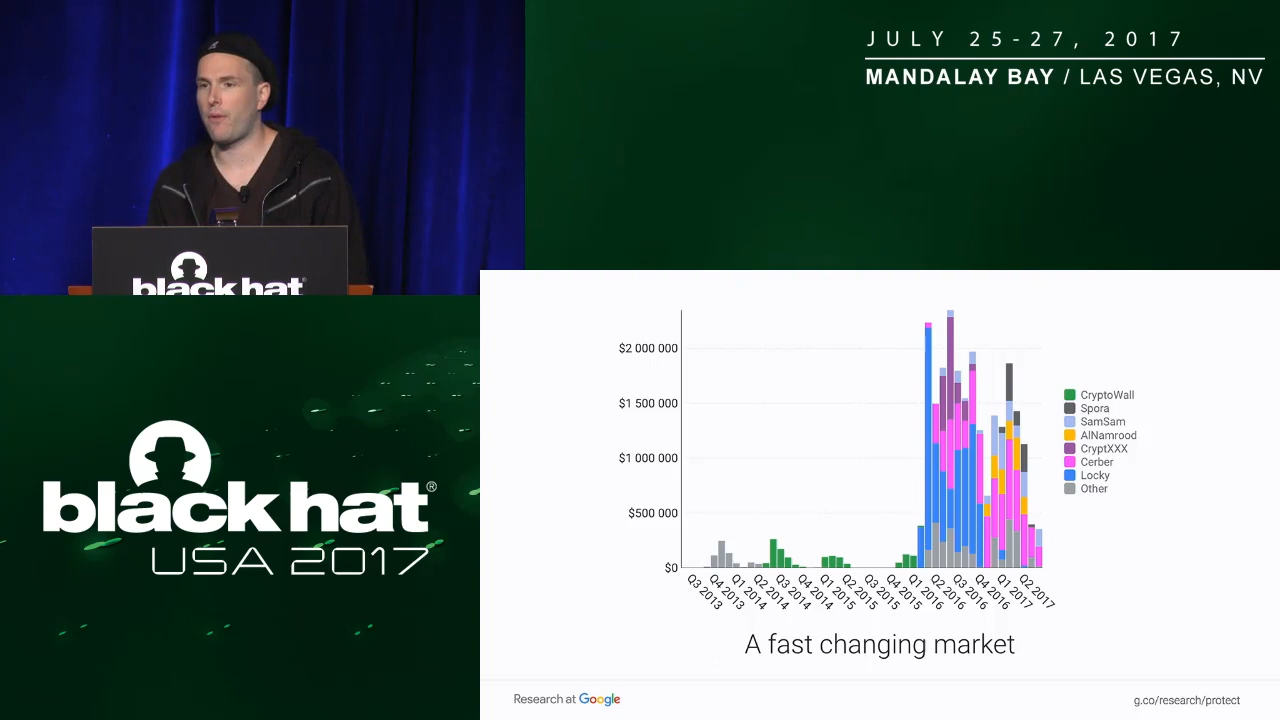 JULY 25-27, 2017
MANDALAY BAY / LAS VEGAS, NV
black hat
black hat®
USA 2017
$2 000 000
$1 500 000
$1 000 000
$500 000
$0
Q3 2013
Q4 2013
Q1 2014
Q2 2014
Q3 2014
Q4 2014
Q1 2015
Q2 2015
Q3 2015
Q4 2015
Q1 2016
Q2 2016
Q3 2016
Q4 2016
Q1 2017
Q2 2017
CryptoWall
Spora
SamSam
AlNamrood
CryptXXX
Cerber
Locky
Other
A fast changing market
Research at Google
g.co/research/protect